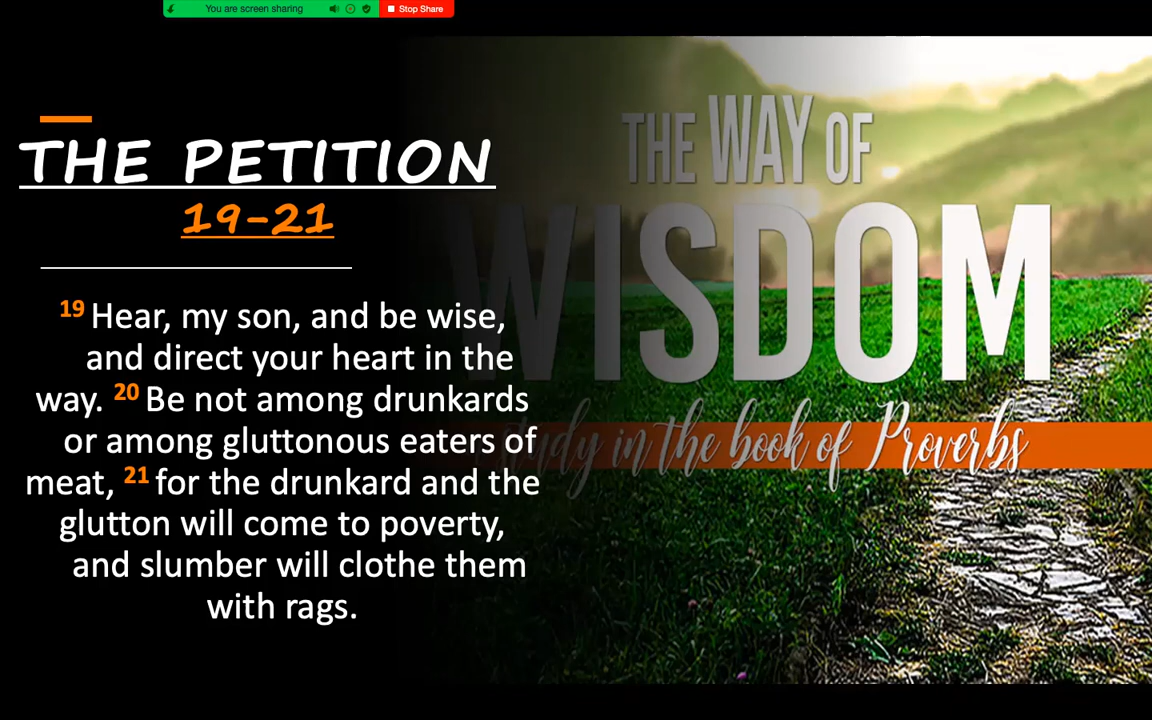 You are screen sharing
Stop Share
THE PETITION
19-21
19 Hear, my son, and be wise,
and direct your heart in the
way. 20 Be not among drunkards
or among gluttonous eaters of
meat, 21 for the drunkard and the
glutton will come to poverty,
and slumber will clothe them
with rags.
THE WAY OF
WISDOM
in the book of Proverbs